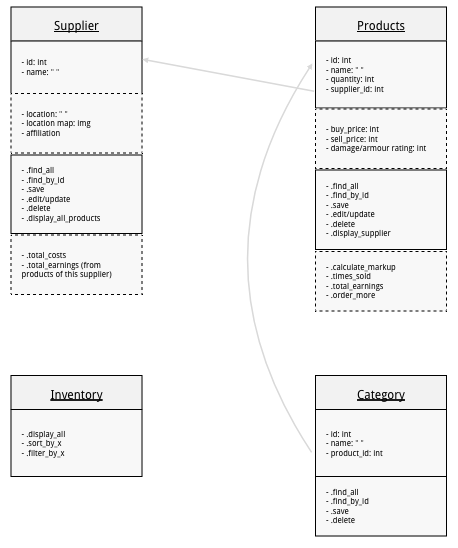 Supplier
- id: int
- name: " "
- location: " "
- location map: img
- affiliation
- .find_all
- .find_by_id
- .save
- .edit/update
- .delete
- .display_all_products
- .total_costs
- .total_earnings (from
products of this supplier)
Products
- id: int
- name: " "
- quantity: int
- supplier_id: int
- buy_price: int
- sell_price: int
- damage/armour rating: int
- .find_all
- .find_by_id
- .save
- .edit/update
- .delete
- .display_supplier
- .calculate_markup
- .times_sold
- .total_earnings
- .order_more
Inventory
- .display_all
- .sort_by_x
- .filter_by_x
Category
- id: int
- name: " "
- product_id: int
- .find_all
- .find_by_id
- .save
- .delete